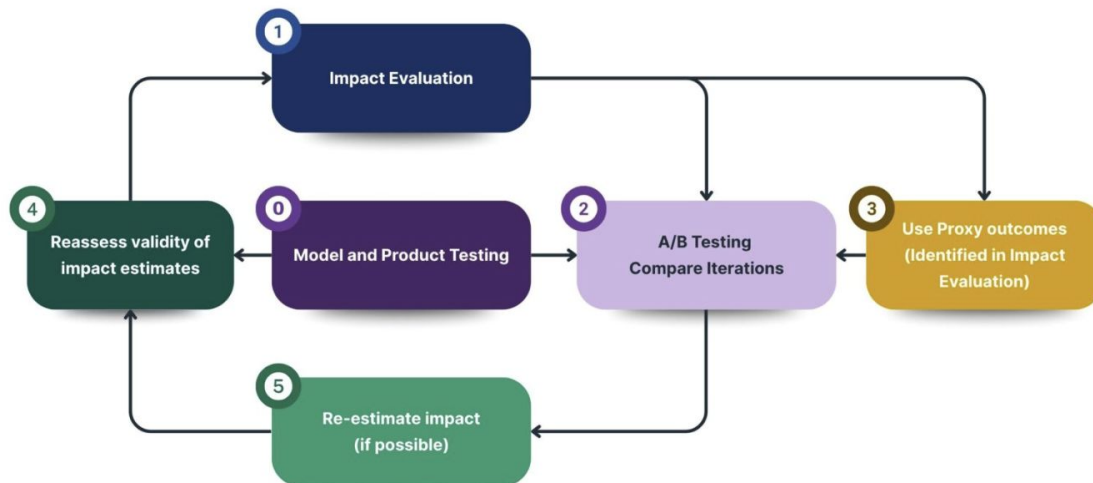 1
Impact Evaluation
4
Reassess validity of
impact estimates
0
Model and Product Testing
2
A/B Testing
Compare Iterations
3
Use Proxy outcomes
(Identified in Impact
Evaluation)
5
Re-estimate impact
(if possible)